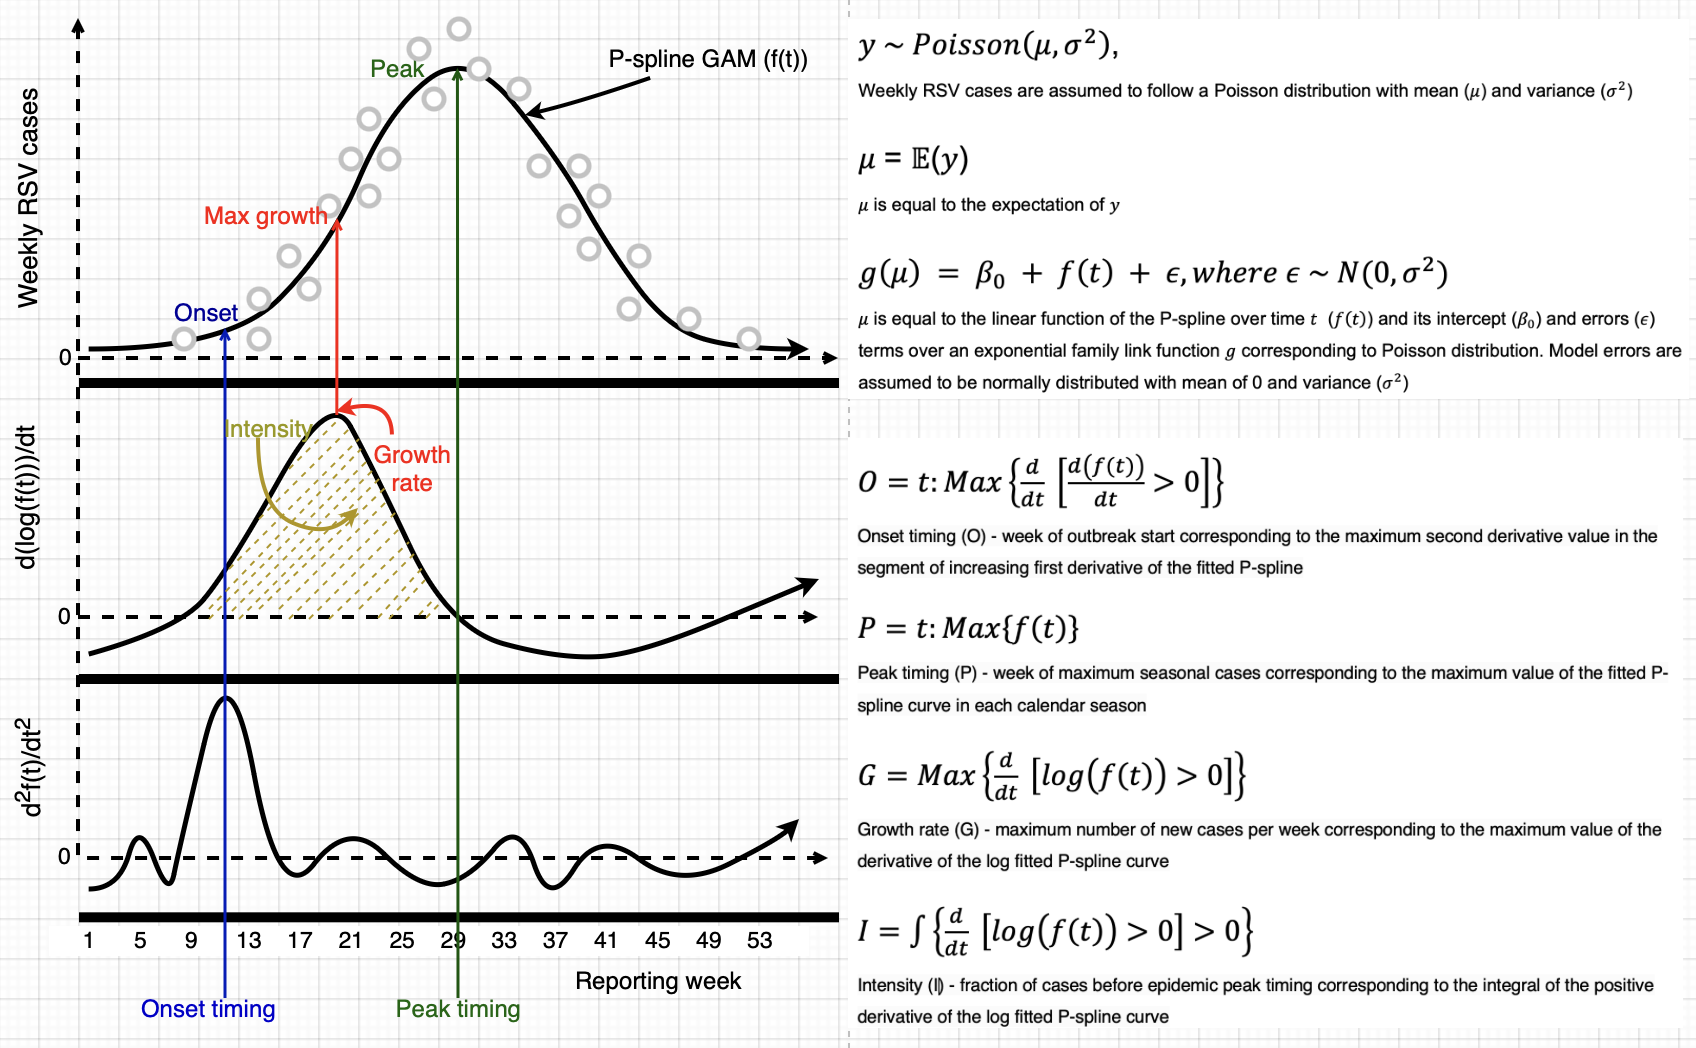 Weekly RSV cases
Peak
P-spline GAM (f(t))
Max growth
Onset
0
d(log(f(t)))/dt
Intensity
Growth
rate
0
d²f(t)/dt²
0
1 5 9 13 17 21 25 29 33 37 41 45 49 53
Reporting week
Onset timing
Peak timing
y ~ Poisson(μ, σ²),
Weekly RSV cases are assumed to follow a Poisson distribution with mean (μ) and variance (σ²)
μ = 𝔼(y)
μ is equal to the expectation of y
g(μ) = β₀ + f(t) + ϵ, where ϵ ~ N(0, σ²)
μ is equal to the linear function of the P-spline over time t (f(t)) and its intercept (β₀) and errors (ϵ)
terms over an exponential family link function g corresponding to Poisson distribution. Model errors are
assumed to be normally distributed with mean of 0 and variance (σ²)
O = t: Max{d/dt [d(f(t))/dt > 0]}
Onset timing (O) - week of outbreak start corresponding to the maximum second derivative value in the
segment of increasing first derivative of the fitted P-spline
P = t: Max{f(t)}
Peak timing (P) - week of maximum seasonal cases corresponding to the maximum value of the fitted P-
spline curve in each calendar season
G = Max{d/dt [log(f(t)) > 0]}
Growth rate (G) - maximum number of new cases per week corresponding to the maximum value of the
derivative of the log fitted P-spline curve
I = ∫{d/dt [log(f(t)) > 0] > 0}
Intensity (I) - fraction of cases before epidemic peak timing corresponding to the integral of the positive
derivative of the log fitted P-spline curve